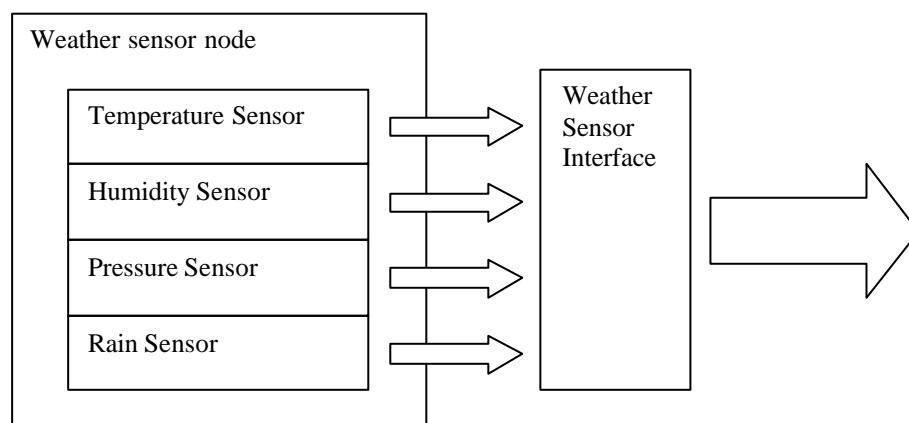 Weather sensor node
Temperature Sensor
Humidity Sensor
Pressure Sensor
Rain Sensor
Weather
Sensor
Interface